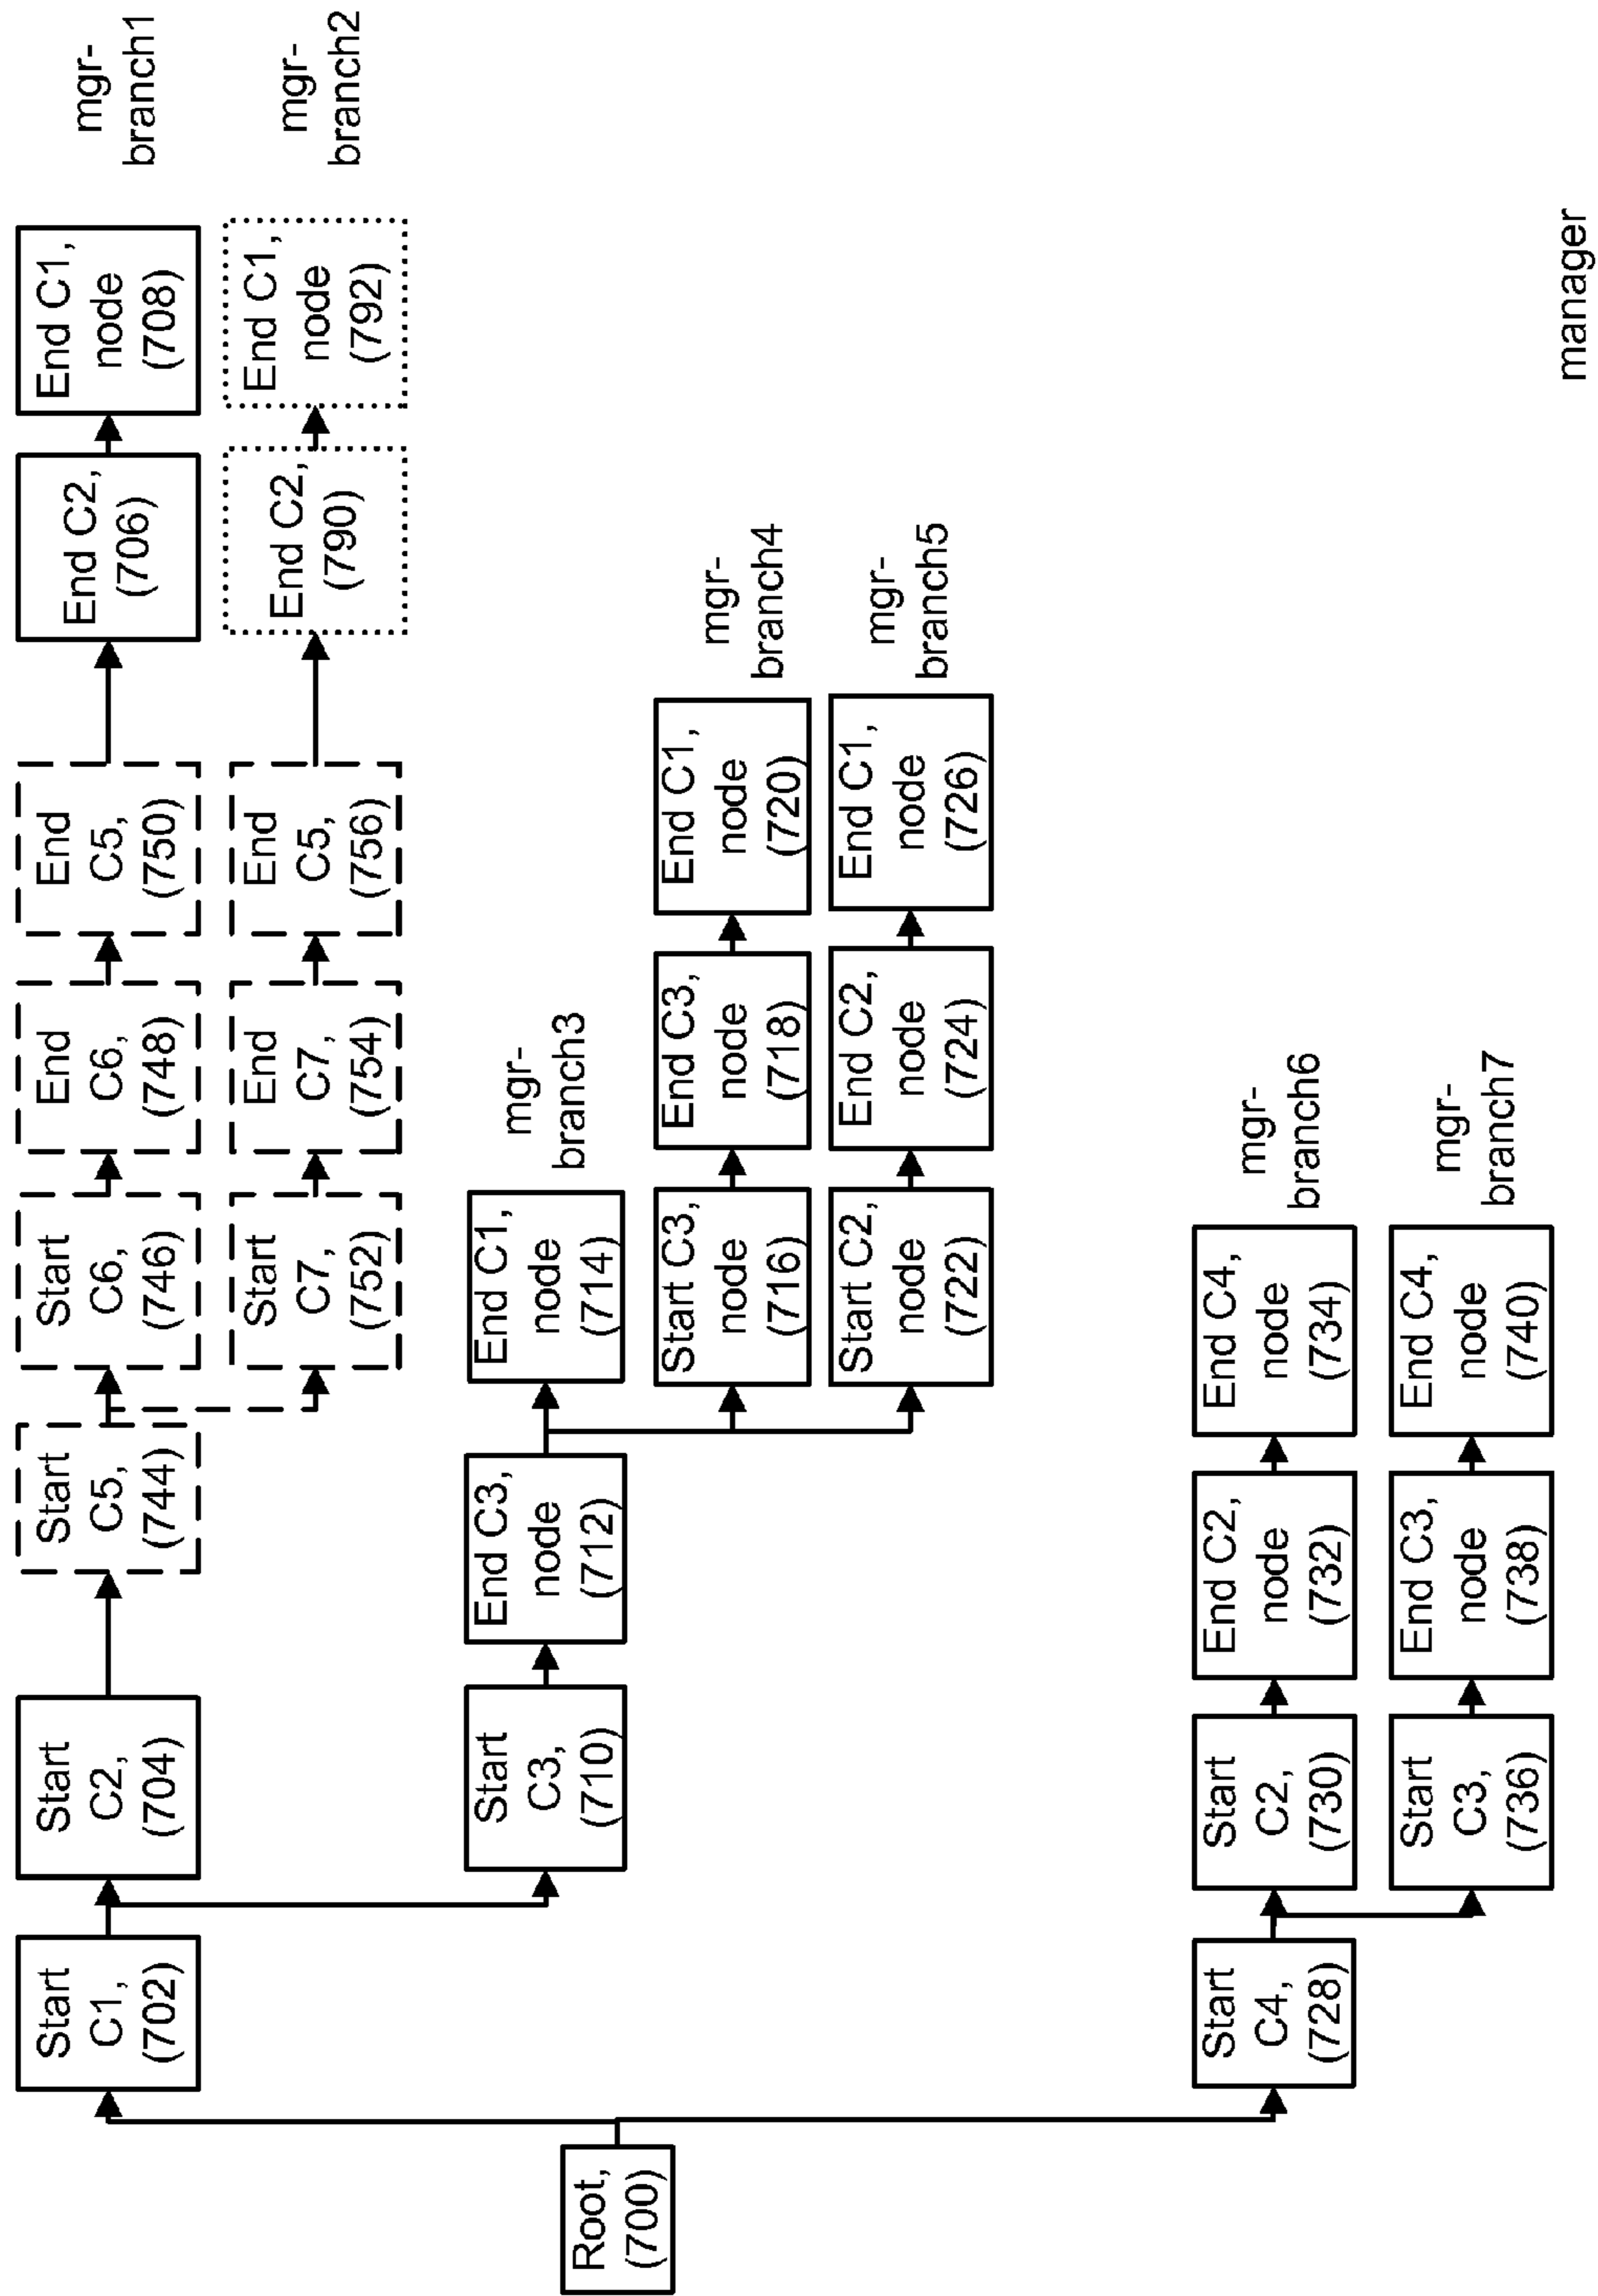 Root,
(700)
Start
C1,
(702)
Start
C2,
(704)
Start
C5,
(744)
Start
C6,
(746)
End
C6,
(748)
End
C5,
(750)
End C2,
(706)
End C1,
node
(708)
mgr-
branch1
Start
C7,
(752)
End
C7,
(754)
End
C5,
(756)
End C2,
(790)
End C1,
node
(792)
mgr-
branch2
Start
C3,
(710)
End C3,
node
(712)
End C1,
node
(714)
mgr-
branch3
Start C3,
node
(716)
End C3,
node
(718)
End C1,
node
(720)
mgr-
branch4
Start C2,
node
(722)
End C2,
node
(724)
End C1,
node
(726)
mgr-
branch5
Start
C4,
(728)
Start
C2,
(730)
End C2,
node
(732)
End C4,
node
(734)
mgr-
branch6
Start
C3,
(736)
End C3,
node
(738)
End C4,
node
(740)
mgr-
branch7
manager